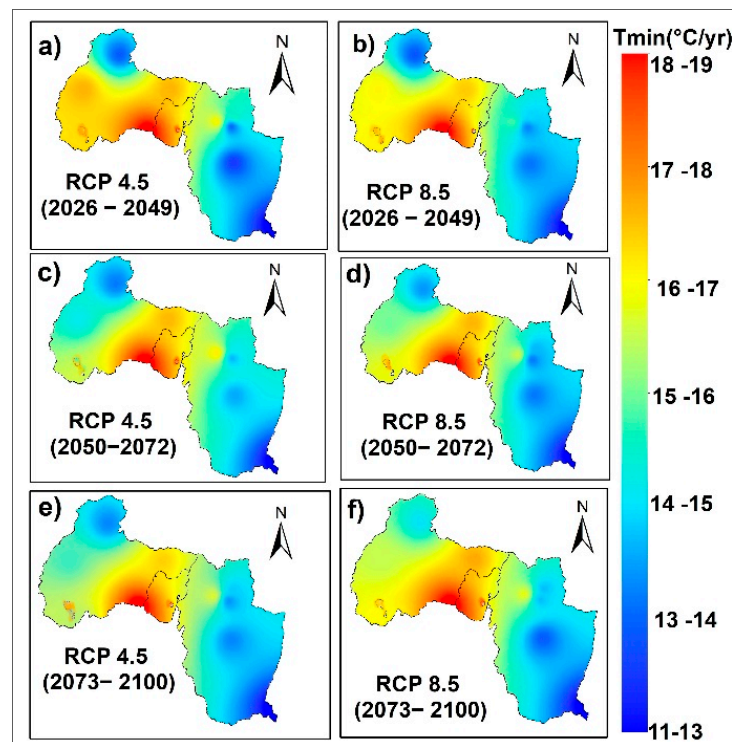 a)
N
RCP 4.5
(2026 – 2049)
b)
N
RCP 8.5
(2026 – 2049)
c)
N
RCP 4.5
(2050–2072)
d)
N
RCP 8.5
(2050– 2072)
e)
N
RCP 4.5
(2073– 2100)
f)
N
RCP 8.5
(2073– 2100)
Tmin(°C/yr)
18 -19
17 -18
16 -17
15 -16
14 -15
13 -14
11-13